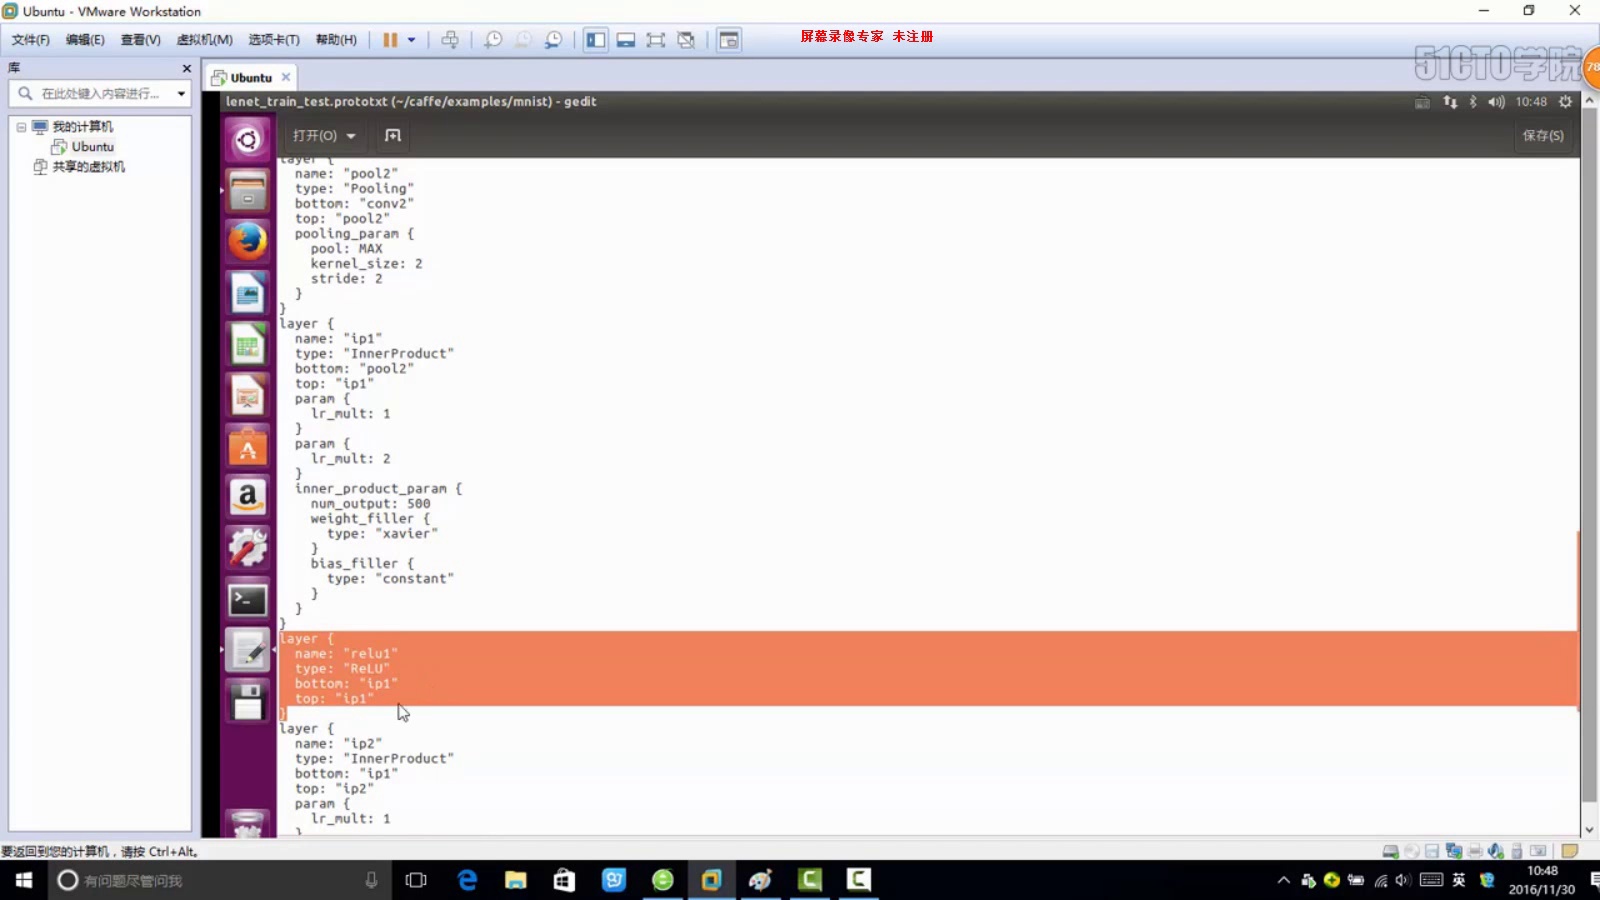 Ubuntu - VMware Workstation
文件(F) 编辑(E) 查看(V) 虚拟机(M) 选项卡(T) 帮助(H)
屏幕录像专家 未注册
51CTO学院
78
库
Ubuntu
在此处键入内容进行...
我的计算机
Ubuntu
共享的虚拟机
lenet_train_test.prototxt (~/caffe/examples/mnist) - gedit
10:48
打开(O)
保存(S)
layer {
name: "pool2"
type: "Pooling"
bottom: "conv2"
top: "pool2"
pooling_param {
pool: MAX
kernel_size: 2
stride: 2
}
}
layer {
name: "ip1"
type: "InnerProduct"
bottom: "pool2"
top: "ip1"
param {
lr_mult: 1
}
param {
lr_mult: 2
}
inner_product_param {
num_output: 500
weight_filler {
type: "xavier"
}
bias_filler {
type: "constant"
}
}
}
layer {
name: "relu1"
type: "ReLU"
bottom: "ip1"
top: "ip1"
}
layer {
name: "ip2"
type: "InnerProduct"
bottom: "ip1"
top: "ip2"
param {
lr_mult: 1
}
要返回到您的计算机，请按 Ctrl+Alt。
有问题尽管问我
英
10:48
2016/11/30